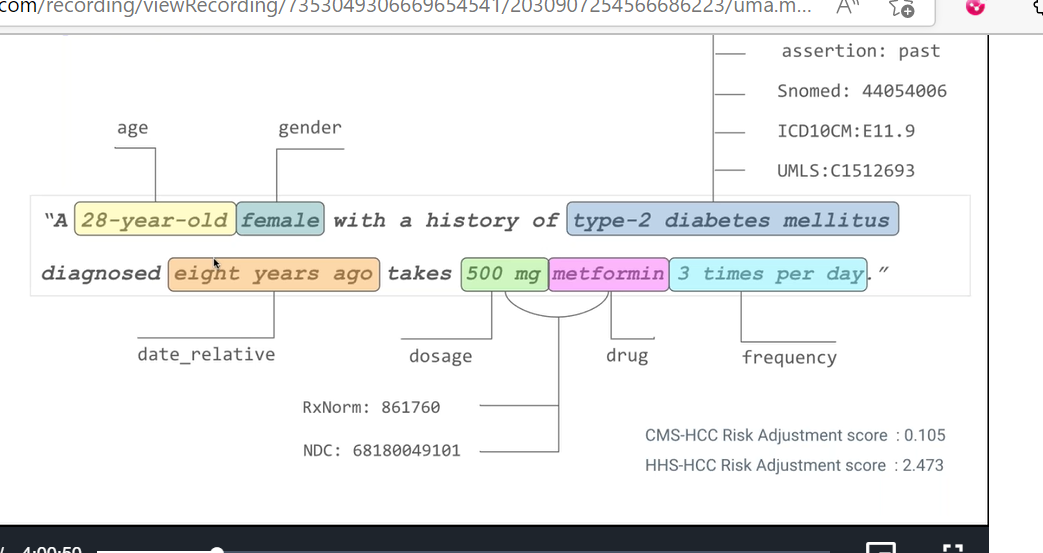 com/recording/viewRecording/7353049306669654541/2030907254566686223/uma.m...
assertion: past
Snomed: 44054006
ICD10CM:E11.9
UMLS:C1512693
age
gender
“A 28-year-old female with a history of type-2 diabetes mellitus
diagnosed eight years ago takes 500 mg metformin 3 times per day.”
date_relative
dosage
drug
frequency
RxNorm: 861760
NDC: 68180049101
CMS-HCC Risk Adjustment score : 0.105
HHS-HCC Risk Adjustment score : 2.473
4:00:50